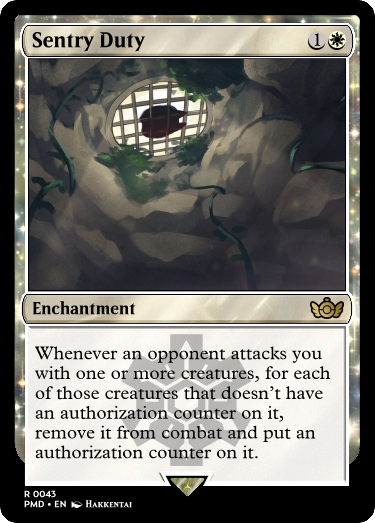 Sentry Duty 1
Enchantment
Whenever an opponent attacks you
with one or more creatures, for each
of those creatures that doesn't have
an authorization counter on it,
remove it from combat and put an
authorization counter on it.
R 0043
PMD • EN Hakkentai